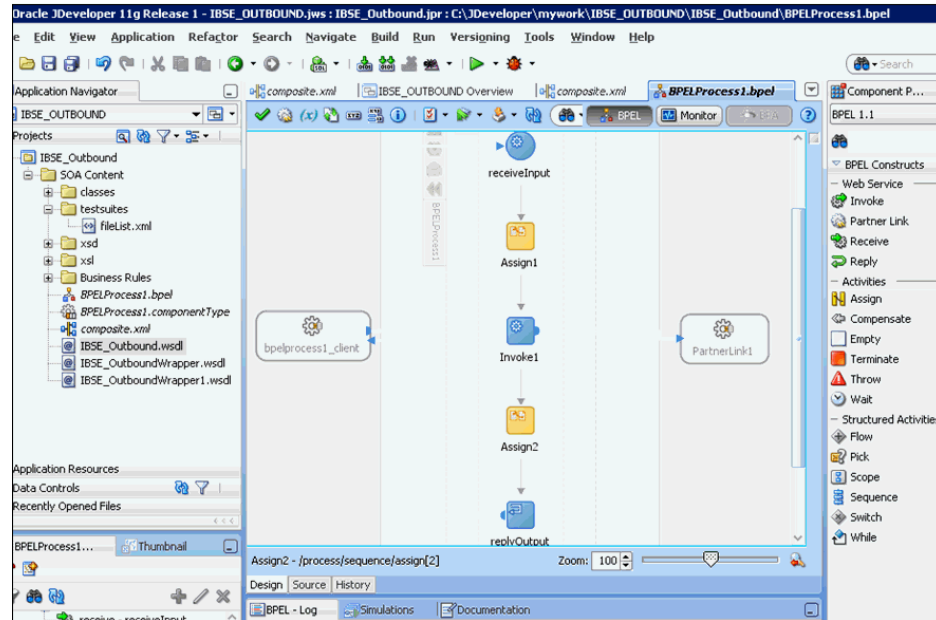 Oracle JDeveloper 11g Release 1 - IBSE_OUTBOUND.jws : IBSE_Outbound.jpr : C:\JDeveloper\mywork\IBSE_OUTBOUND\IBSE_Outbound\BPELProcess1.bpel
e Edit View Application Refactor Search Navigate Build Run Versioning Tools Window Help
Search
Application Navigator
composite.xml
IBSE_OUTBOUND Overview
composite.xml
BPELProcess1.bpel
Component P...
IBSE_OUTBOUND
BPEL
Monitor
BPA
BPEL 1.1
Projects
IBSE_Outbound
SOA Content
classes
testsuites
fileList.xml
xsd
xsl
Business Rules
BPELProcess1.bpel
BPELProcess1.componentType
composite.xml
IBSE_Outbound.wsdl
IBSE_OutboundWrapper.wsdl
IBSE_OutboundWrapper1.wsdl
Application Resources
Data Controls
Recently Opened Files
BPELProcess1...
Thumbnail
receive - receiveInput
BPELProcess1
receiveInput
Assign1
bpelprocess1_client
Invoke1
PartnerLink1
Assign2
replyOutput
Assign2 - /process/sequence/assign[2]
Zoom: 100
Design Source History
BPEL - Log
Simulations
Documentation
BPEL Constructs
Web Service
Invoke
Partner Link
Receive
Reply
Activities
Assign
Compensate
Empty
Terminate
Throw
Wait
Structured Activitie
Flow
Pick
Scope
Sequence
Switch
While